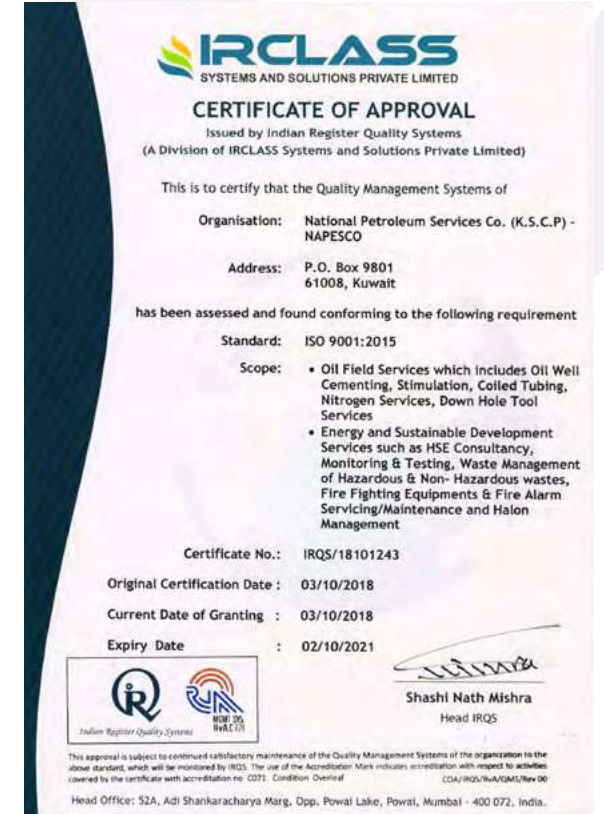 IRCLASS
SYSTEMS AND SOLUTIONS PRIVATE LIMITED
CERTIFICATE OF APPROVAL
Issued by Indian Register Quality Systems
(A Division of IRCLASS Systems and Solutions Private Limited)
This is to certify that the Quality Management Systems of
Organisation: National Petroleum Services Co. (K.S.C.P) -
NAPESCO
Address: P.O. Box 9801
61008, Kuwait
has been assessed and found conforming to the following requirement
Standard: ISO 9001:2015
Scope: • Oil Field Services which includes Oil Well
Cementing, Stimulation, Coiled Tubing,
Nitrogen Services, Down Hole Tool
Services
• Energy and Sustainable Development
Services such as HSE Consultancy,
Monitoring & Testing, Waste Management
of Hazardous & Non- Hazardous wastes,
Fire Fighting Equipments & Fire Alarm
Servicing/Maintenance and Halon
Management
Certificate No.: IRQS/18101243
Original Certification Date : 03/10/2018
Current Date of Granting : 03/10/2018
Expiry Date : 02/10/2021
Indian Register Quality Systems
MGMT SYS.
RvA C 071
Shashi Nath Mishra
Head IRQS
This approval is subject to continued satisfactory maintenance of the Quality Management Systems of the organization to the
above standard, which will be monitored by IRQS. The use of the Accreditation Mark indicates accreditation with respect to activities
covered by the certificate with accreditation no. C071. Condition Overleaf
CDA/IRQS/RvA/QMS/Rev 00
Head Office: 52A, Adi Shankaracharya Marg, Opp. Powai Lake, Powai, Mumbai - 400 072, India.